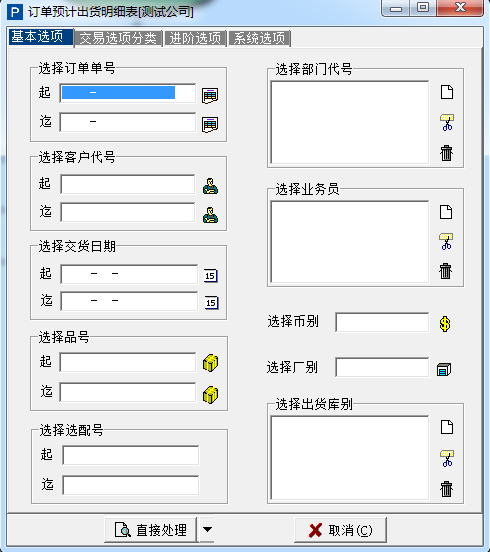 订单预计出货明细表[测试公司]
基本选项 交易选项分类 进阶选项 系统选项
选择订单单号
起 -
迄 -
选择客户代号
起
迄
选择交货日期
起 - -
15
迄 - -
15
选择品号
起
迄
选择选配号
起
迄
选择部门代号
选择业务员
选择币别
选择厂别
选择出货库别
直接处理 取消(C)